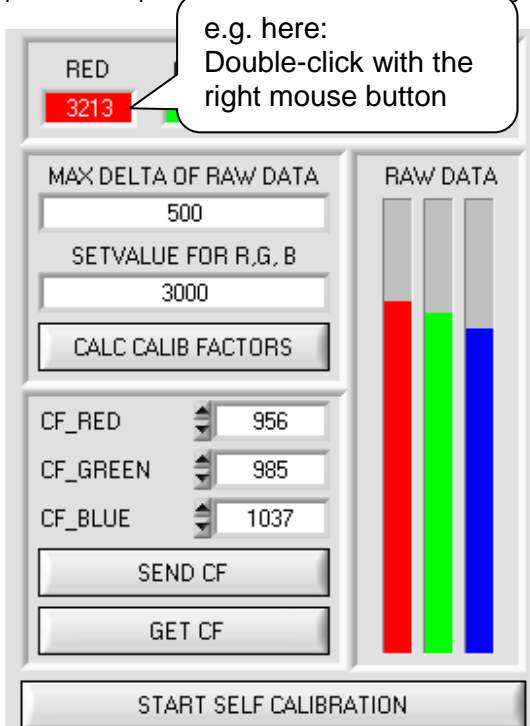 e.g. here:
Double-click with the
right mouse button
RED
3213
MAX DELTA OF RAW DATA
500
SETVALUE FOR R,G, B
3000
CALC CALIB FACTORS
RAW DATA
CF_RED 956
CF_GREEN 985
CF_BLUE 1037
SEND CF
GET CF
START SELF CALIBRATION